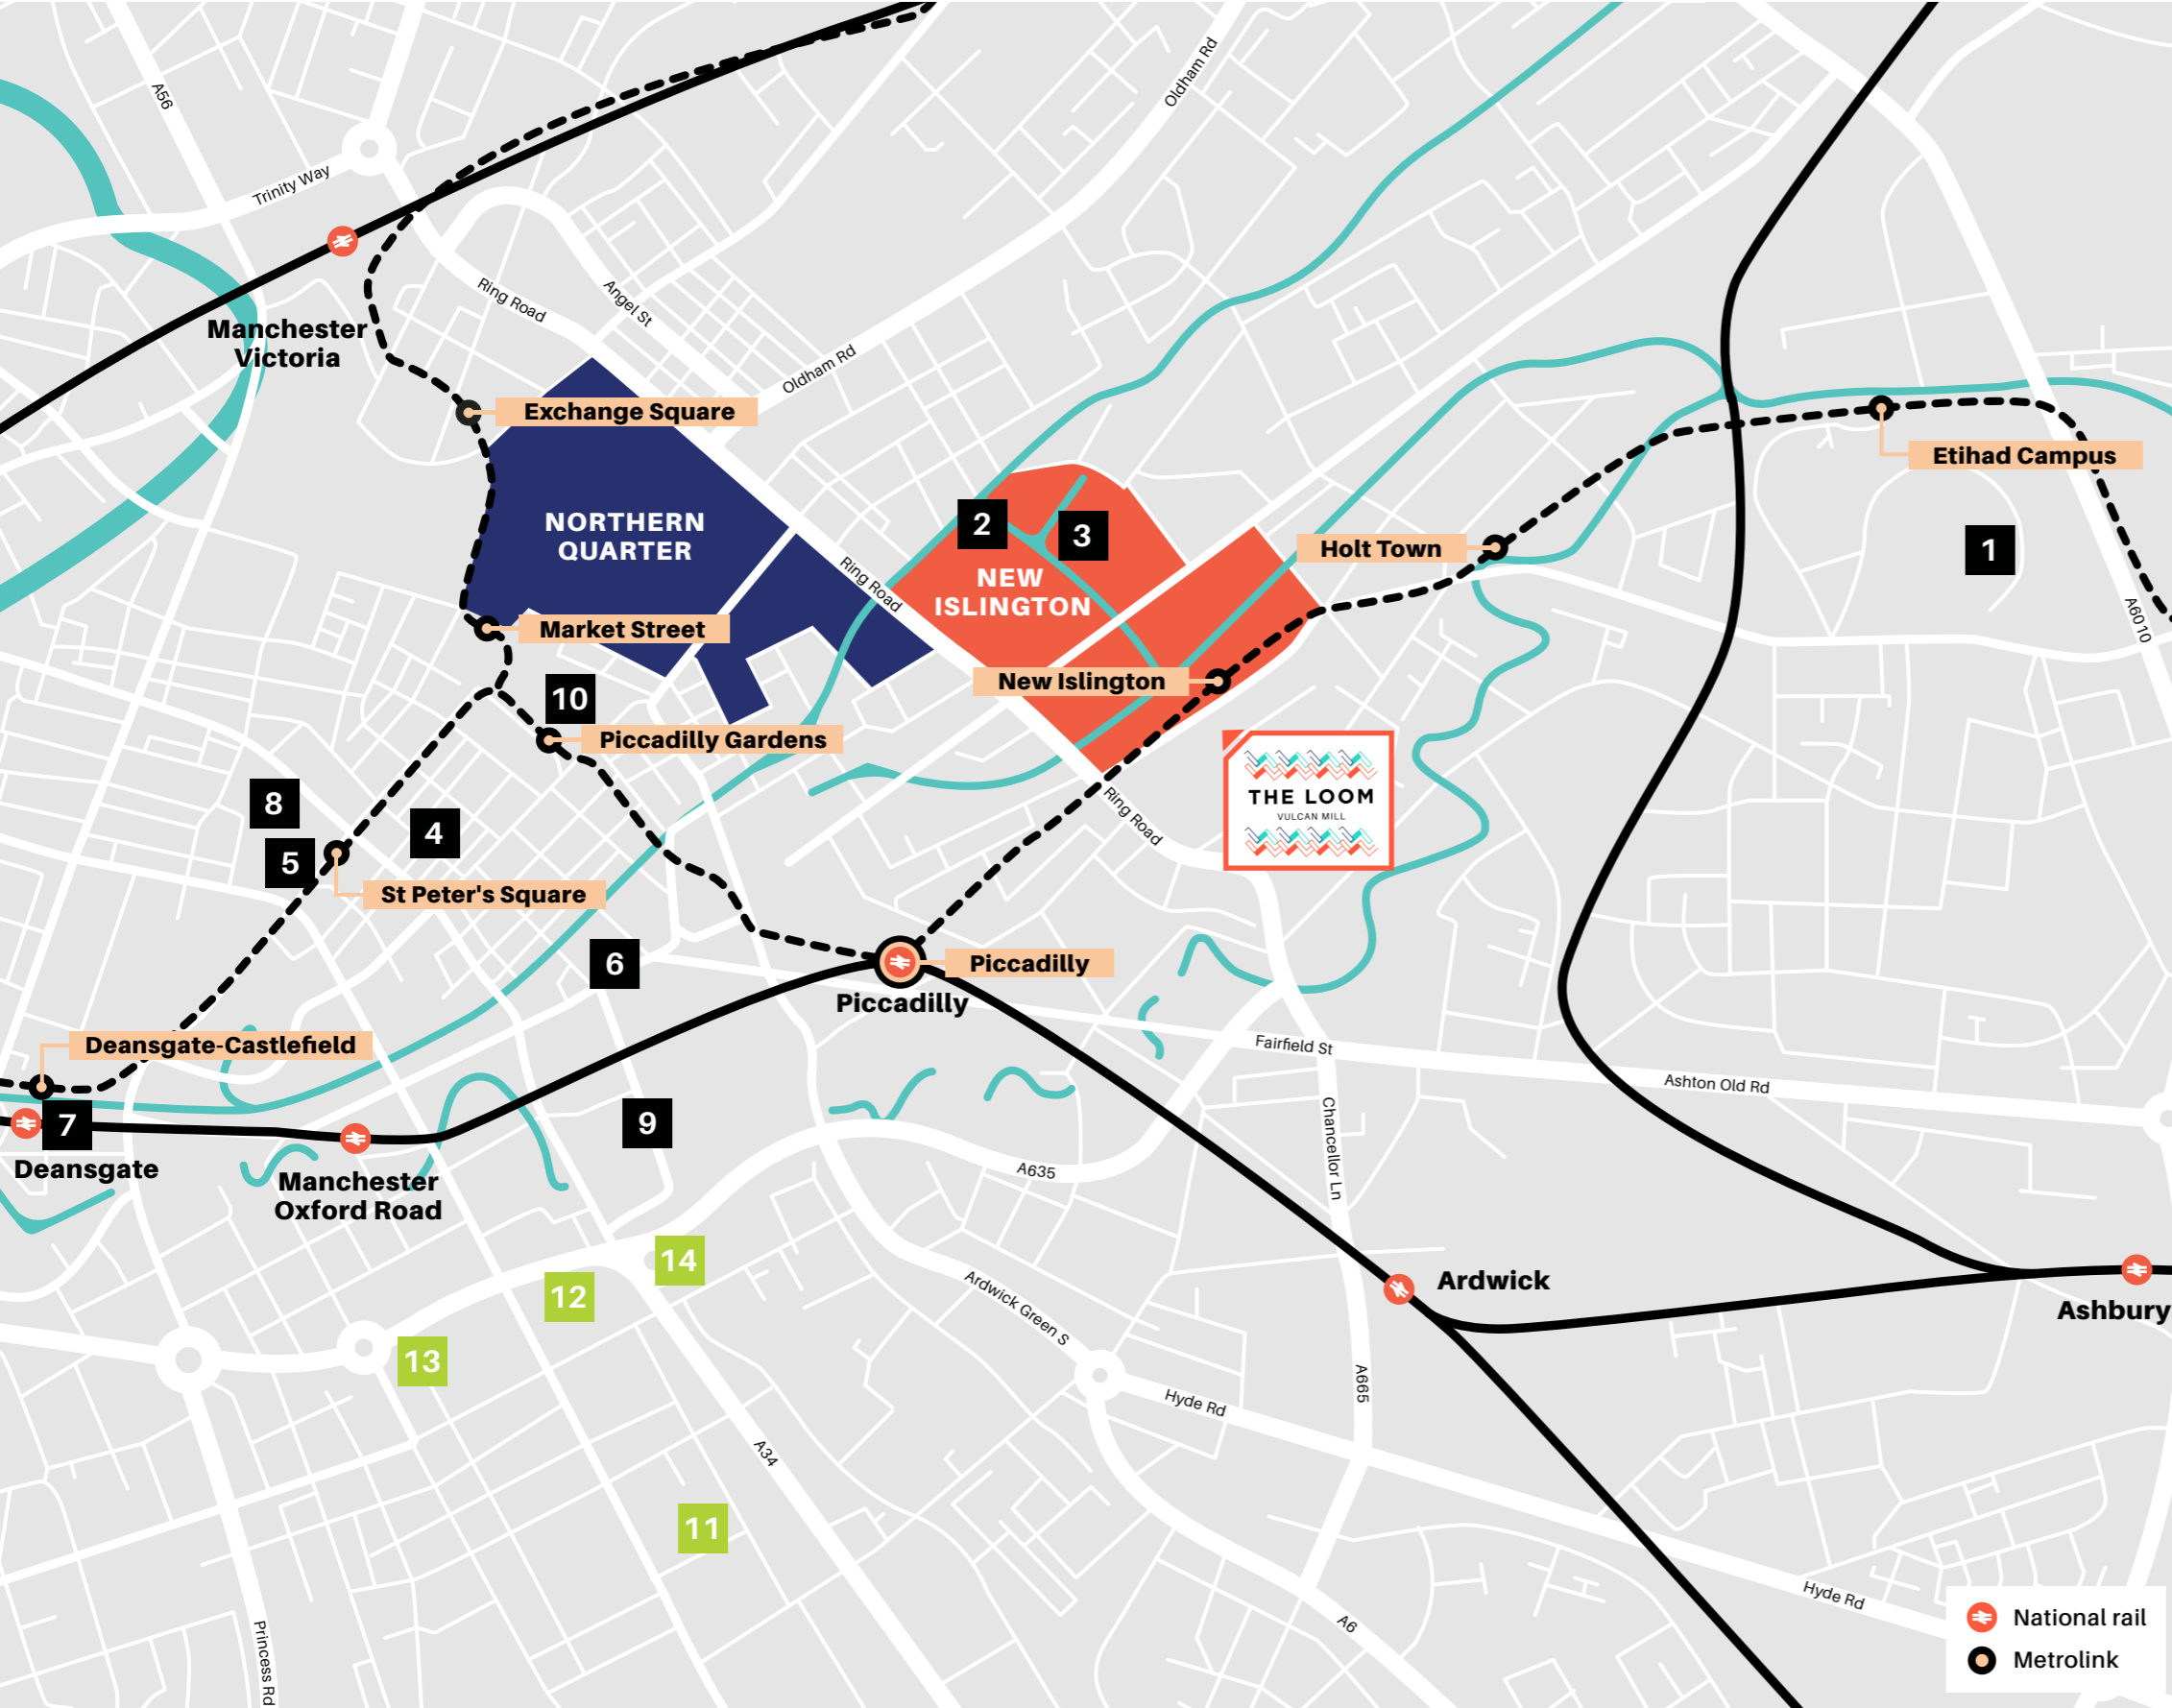 A56
Oldham Rd
Trinity Way
Manchester
Victoria
Ring Road
Angel St
Oldham Rd
Exchange Square
Etihad Campus
NORTHERN
QUARTER
2
3
Holt Town
1
Ring Road
NEW
ISLINGTON
A6010
Market Street
New Islington
10
Piccadilly Gardens
8
4
5
St Peter's Square
Ring Road
THE LOOM
VULCAN MILL
6
Piccadilly
Piccadilly
Deansgate-Castlefield
Fairfield St
Ashton Old Rd
7
9
Chancellor Ln
Deansgate
Manchester
Oxford Road
A635
14
12
13
Ardwick Green S
Ardwick
Ashbury
Hyde Rd
A665
A34
11
Princess Rd
A6
Hyde Rd
National rail
Metrolink